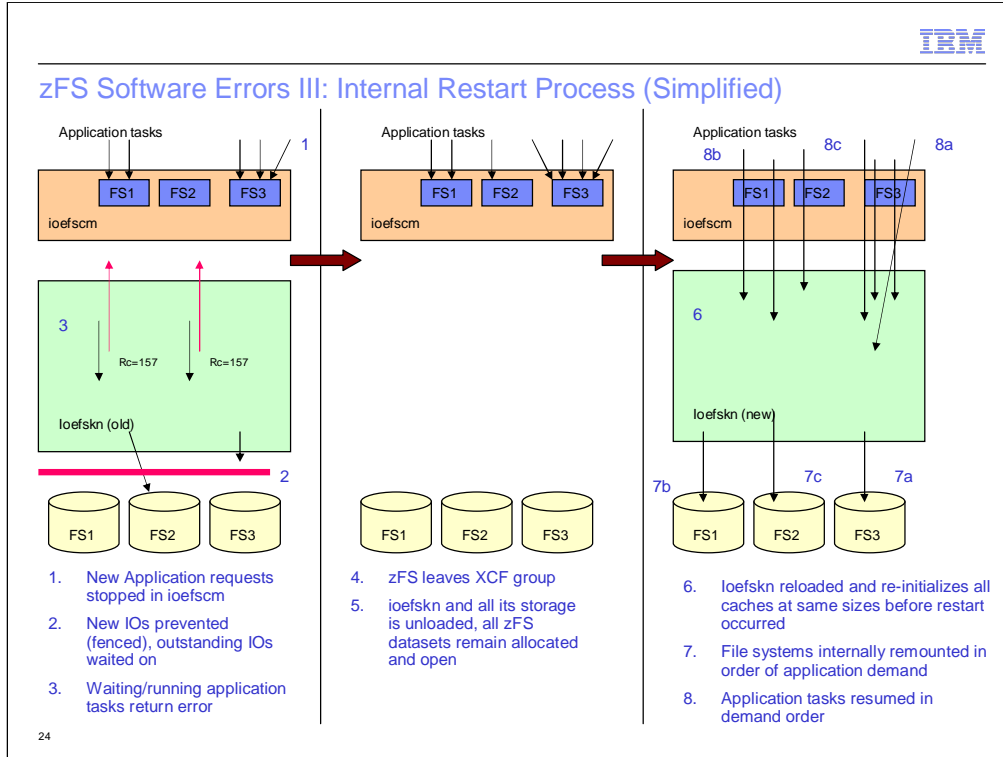 IBM
zFS Software Errors III: Internal Restart Process (Simplified)
Application tasks
1
FS1
FS2
FS3
ioefscm
3
Rc=157
Rc=157
Ioefskn (old)
2
FS1
FS2
FS3
1. New Application requests
stopped in ioefscm
2. New IOs prevented
(fenced), outstanding IOs
waited on
3. Waiting/running application
tasks return error
Application tasks
FS1
FS2
FS3
ioefscm
FS1
FS2
FS3
4. zFS leaves XCF group
5. ioefskn and all its storage
is unloaded, all zFS
datasets remain allocated
and open
Application tasks
8b
8c
8a
FS1
FS2
FS3
ioefscm
6
Ioefskn (new)
7b
7c
7a
FS1
FS2
FS3
6. Ioefskn reloaded and re-initializes all
caches at same sizes before restart
occurred
7. File systems internally remounted in
order of application demand
8. Application tasks resumed in
demand order
24